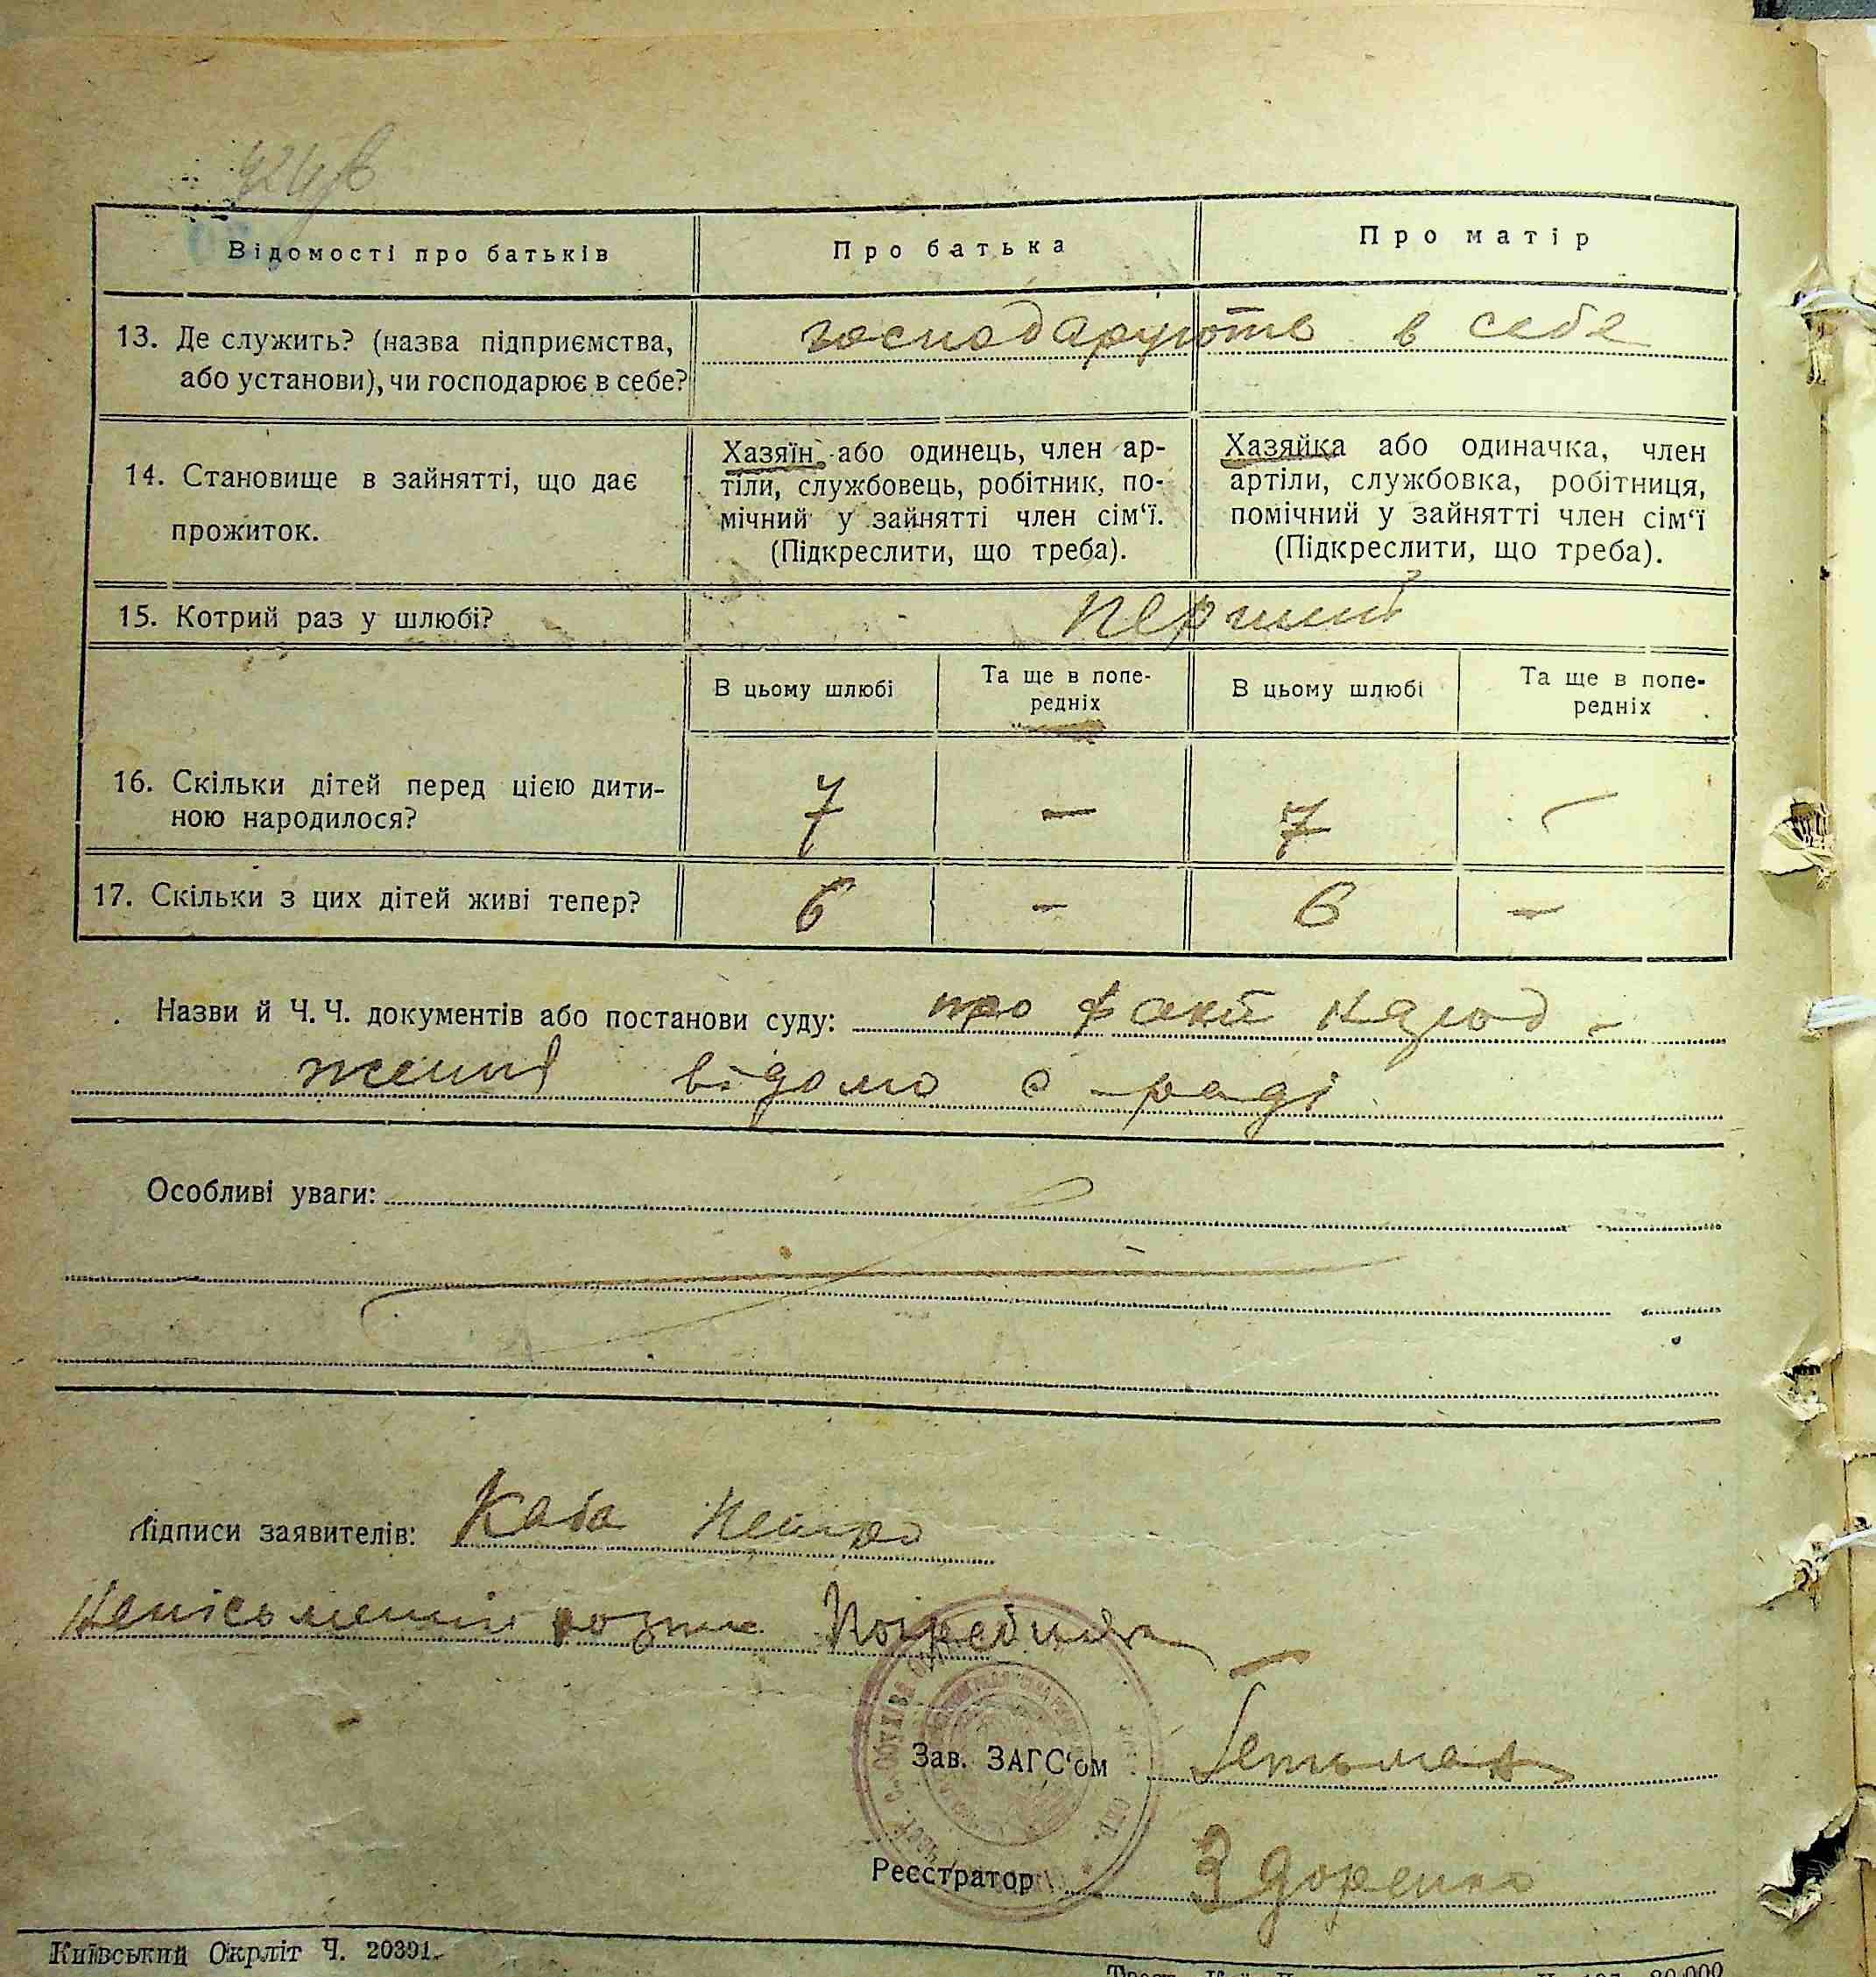 424 в
Відомості про батьків
Про батька
Про матір
13. Де служить? (назва підприємства,
або установи), чи господарює в себе?
господарують в себе
14. Становище в зайнятті, що дає
прожиток.
Хазяїн або одинець, член ар-
тіли, службовець, робітник, по-
мічний у зайнятті член сім‘ї.
(Підкреслити, що треба).
Хазяйка або одиначка, член
артіли, службовка, робітниця,
помічний у зайнятті член сім‘ї
(Підкреслити, що треба).
15. Котрий раз у шлюбі?
перший
В цьому шлюбі
Та ще в попе-
редніх
В цьому шлюбі
Та ще в попе-
редніх
16. Скільки дітей перед цією дити-
ною народилося?
7 — 7 —
17. Скільки з цих дітей живі тепер?
6 — 6 —
Назви й Ч. Ч. документів або постанови суду: про факт народ -
ження відомо с раді
Особливі уваги:
Підписи заявителів: Каба Петро
Неписьменний розпис
Зав. ЗАГС‘ом Гетьман
Реєстратор Здоренко
Київський Окрліт Ч. 20391.